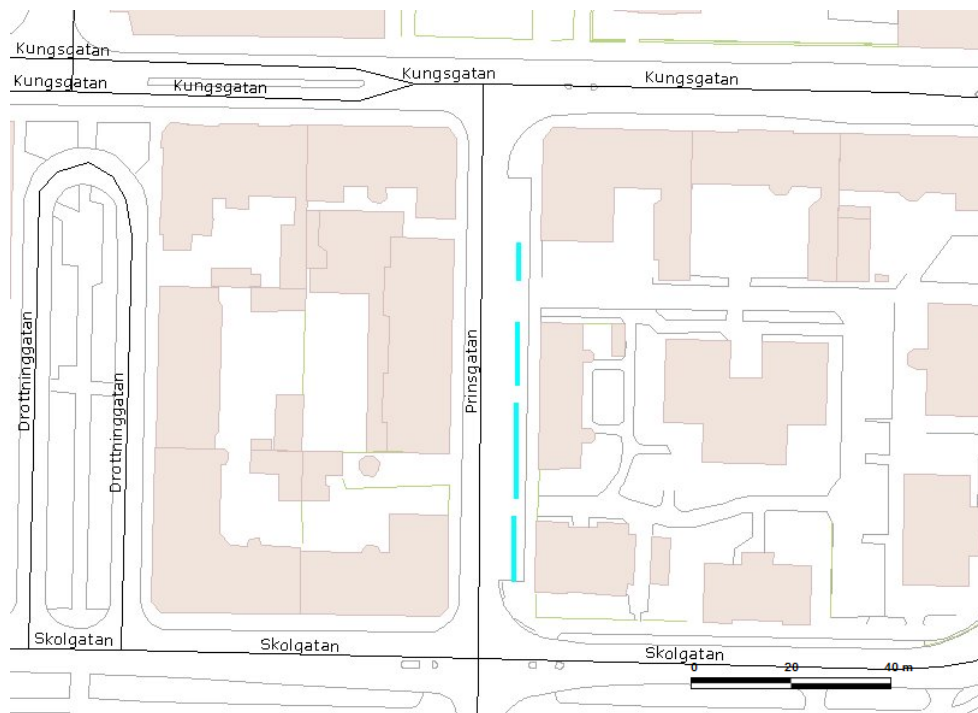 Kungsgatan
Kungsgatan
Kungsgatan
Kungsgatan
Kungsgatan
Drottninggatan
Drottninggatan
Prinsgatan
Skolgatan
Skolgatan
Skolgatan
0 20 40 m